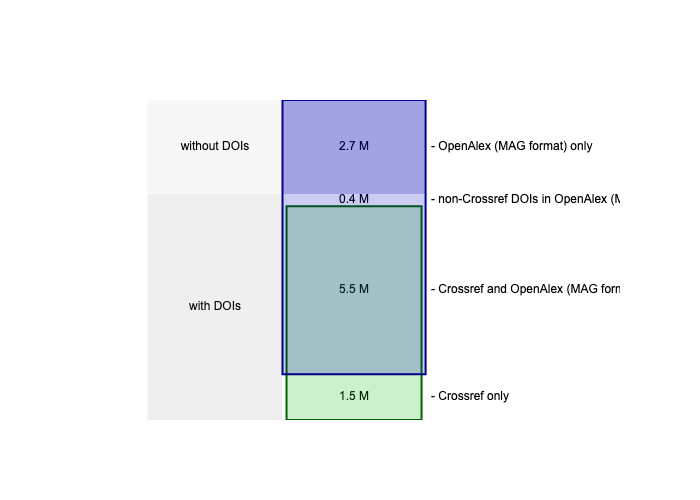 without DOIs
2.7 M
- OpenAlex (MAG format) only
0.4 M
- non-Crossref DOIs in OpenAlex (
with DOIs
5.5 M
- Crossref and OpenAlex (MAG form
1.5 M
- Crossref only